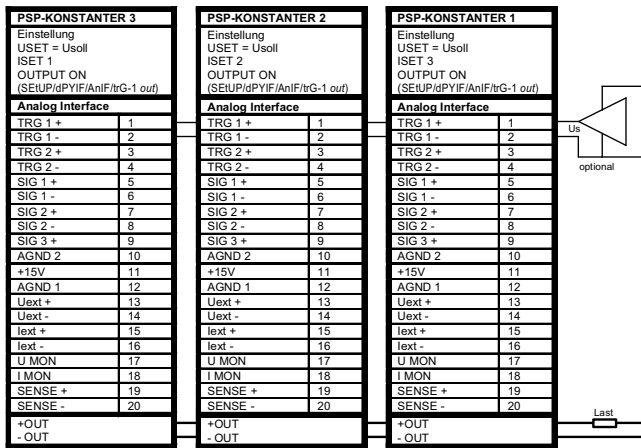 PSP-KONSTANTER 3
Einstellung
USET = Usoll
ISET 1
OUTPUT ON
(SEtUP/dPYIF/AnIF/trG-1 out)
Analog Interface
TRG 1 + 1
TRG 1 - 2
TRG 2 + 3
TRG 2 - 4
SIG 1 + 5
SIG 1 - 6
SIG 2 + 7
SIG 2 - 8
SIG 3 + 9
AGND 2 10
+15V 11
AGND 1 12
Uext + 13
Uext - 14
Iext + 15
Iext - 16
U MON 17
I MON 18
SENSE + 19
SENSE - 20
+OUT
- OUT
PSP-KONSTANTER 2
Einstellung
USET = Usoll
ISET 2
OUTPUT ON
(SEtUP/dPYIF/AnIF/trG-1 out)
Analog Interface
TRG 1 + 1
TRG 1 - 2
TRG 2 + 3
TRG 2 - 4
SIG 1 + 5
SIG 1 - 6
SIG 2 + 7
SIG 2 - 8
SIG 3 + 9
AGND 2 10
+15V 11
AGND 1 12
Uext + 13
Uext - 14
Iext + 15
Iext - 16
U MON 17
I MON 18
SENSE + 19
SENSE - 20
+OUT
- OUT
PSP-KONSTANTER 1
Einstellung
USET = Usoll
ISET 3
OUTPUT ON
(SEtUP/dPYIF/AnIF/trG-1 out)
Analog Interface
TRG 1 + 1
TRG 1 - 2
TRG 2 + 3
TRG 2 - 4
SIG 1 + 5
SIG 1 - 6
SIG 2 + 7
SIG 2 - 8
SIG 3 + 9
AGND 2 10
+15V 11
AGND 1 12
Uext + 13
Uext - 14
Iext + 15
Iext - 16
U MON 17
I MON 18
SENSE + 19
SENSE - 20
+OUT
- OUT
Us
optional
Last